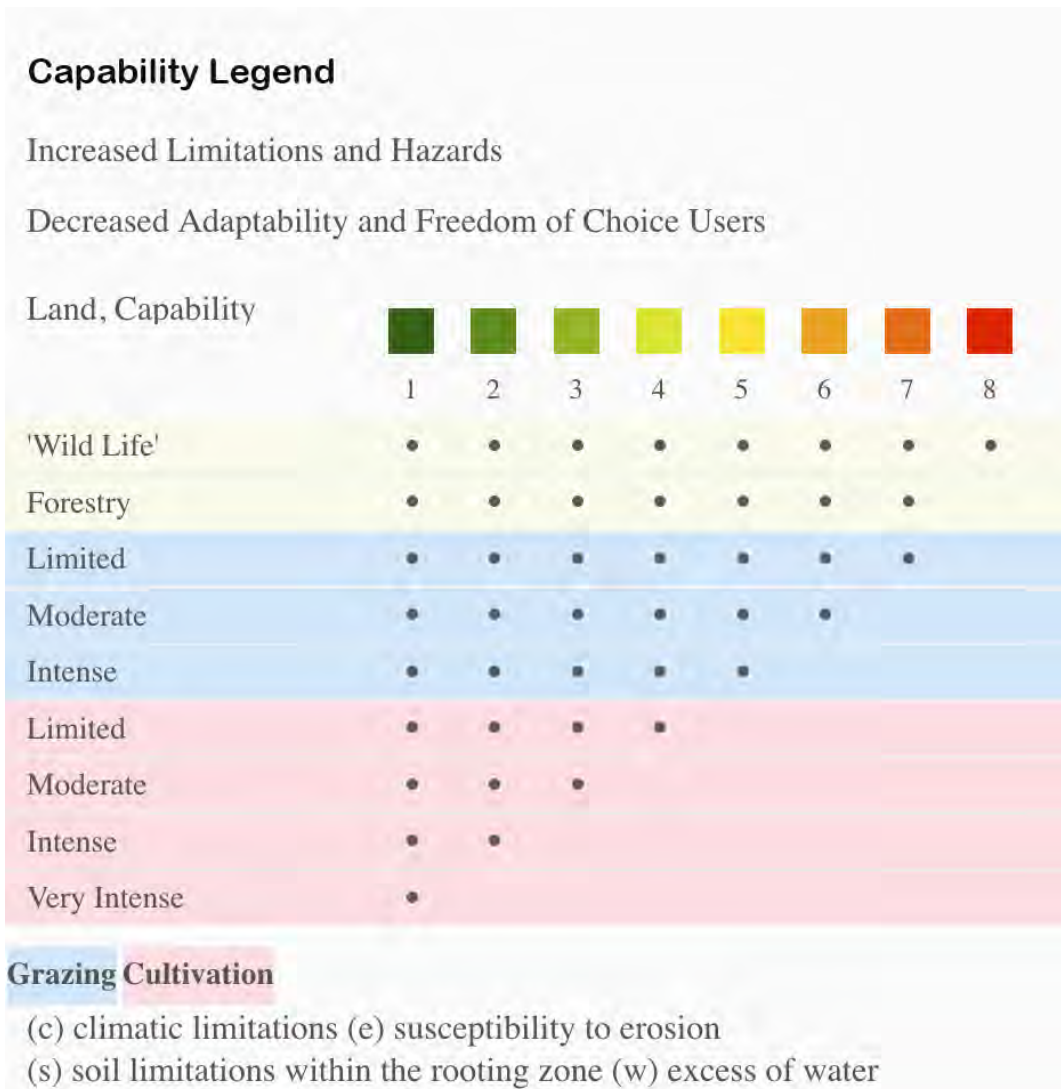 Capability Legend
Increased Limitations and Hazards
Decreased Adaptability and Freedom of Choice Users
Land, Capability
1 2 3 4 5 6 7 8
'Wild Life'
Forestry
Limited
Moderate
Intense
Limited
Moderate
Intense
Very Intense
Grazing Cultivation
(c) climatic limitations (e) susceptibility to erosion
(s) soil limitations within the rooting zone (w) excess of water